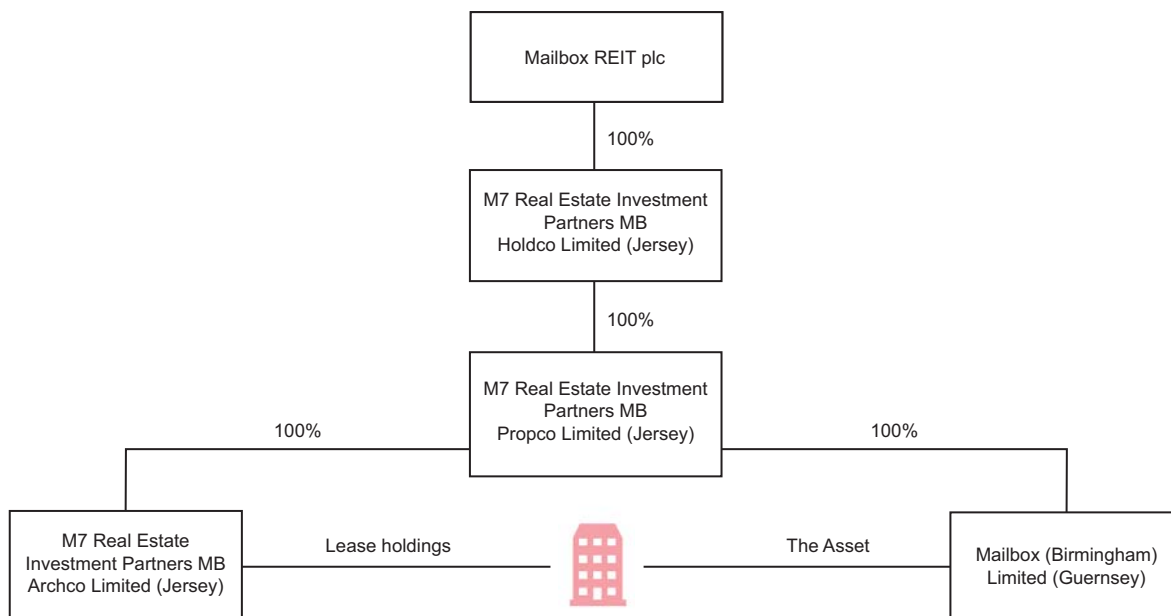 Mailbox REIT plc
100%
M7 Real Estate Investment
Partners MB
Holdco Limited (Jersey)
100%
M7 Real Estate Investment
Partners MB
Propco Limited (Jersey)
100%
100%
M7 Real Estate
Investment Partners MB
Archco Limited (Jersey)
Lease holdings
The Asset
Mailbox (Birmingham)
Limited (Guernsey)